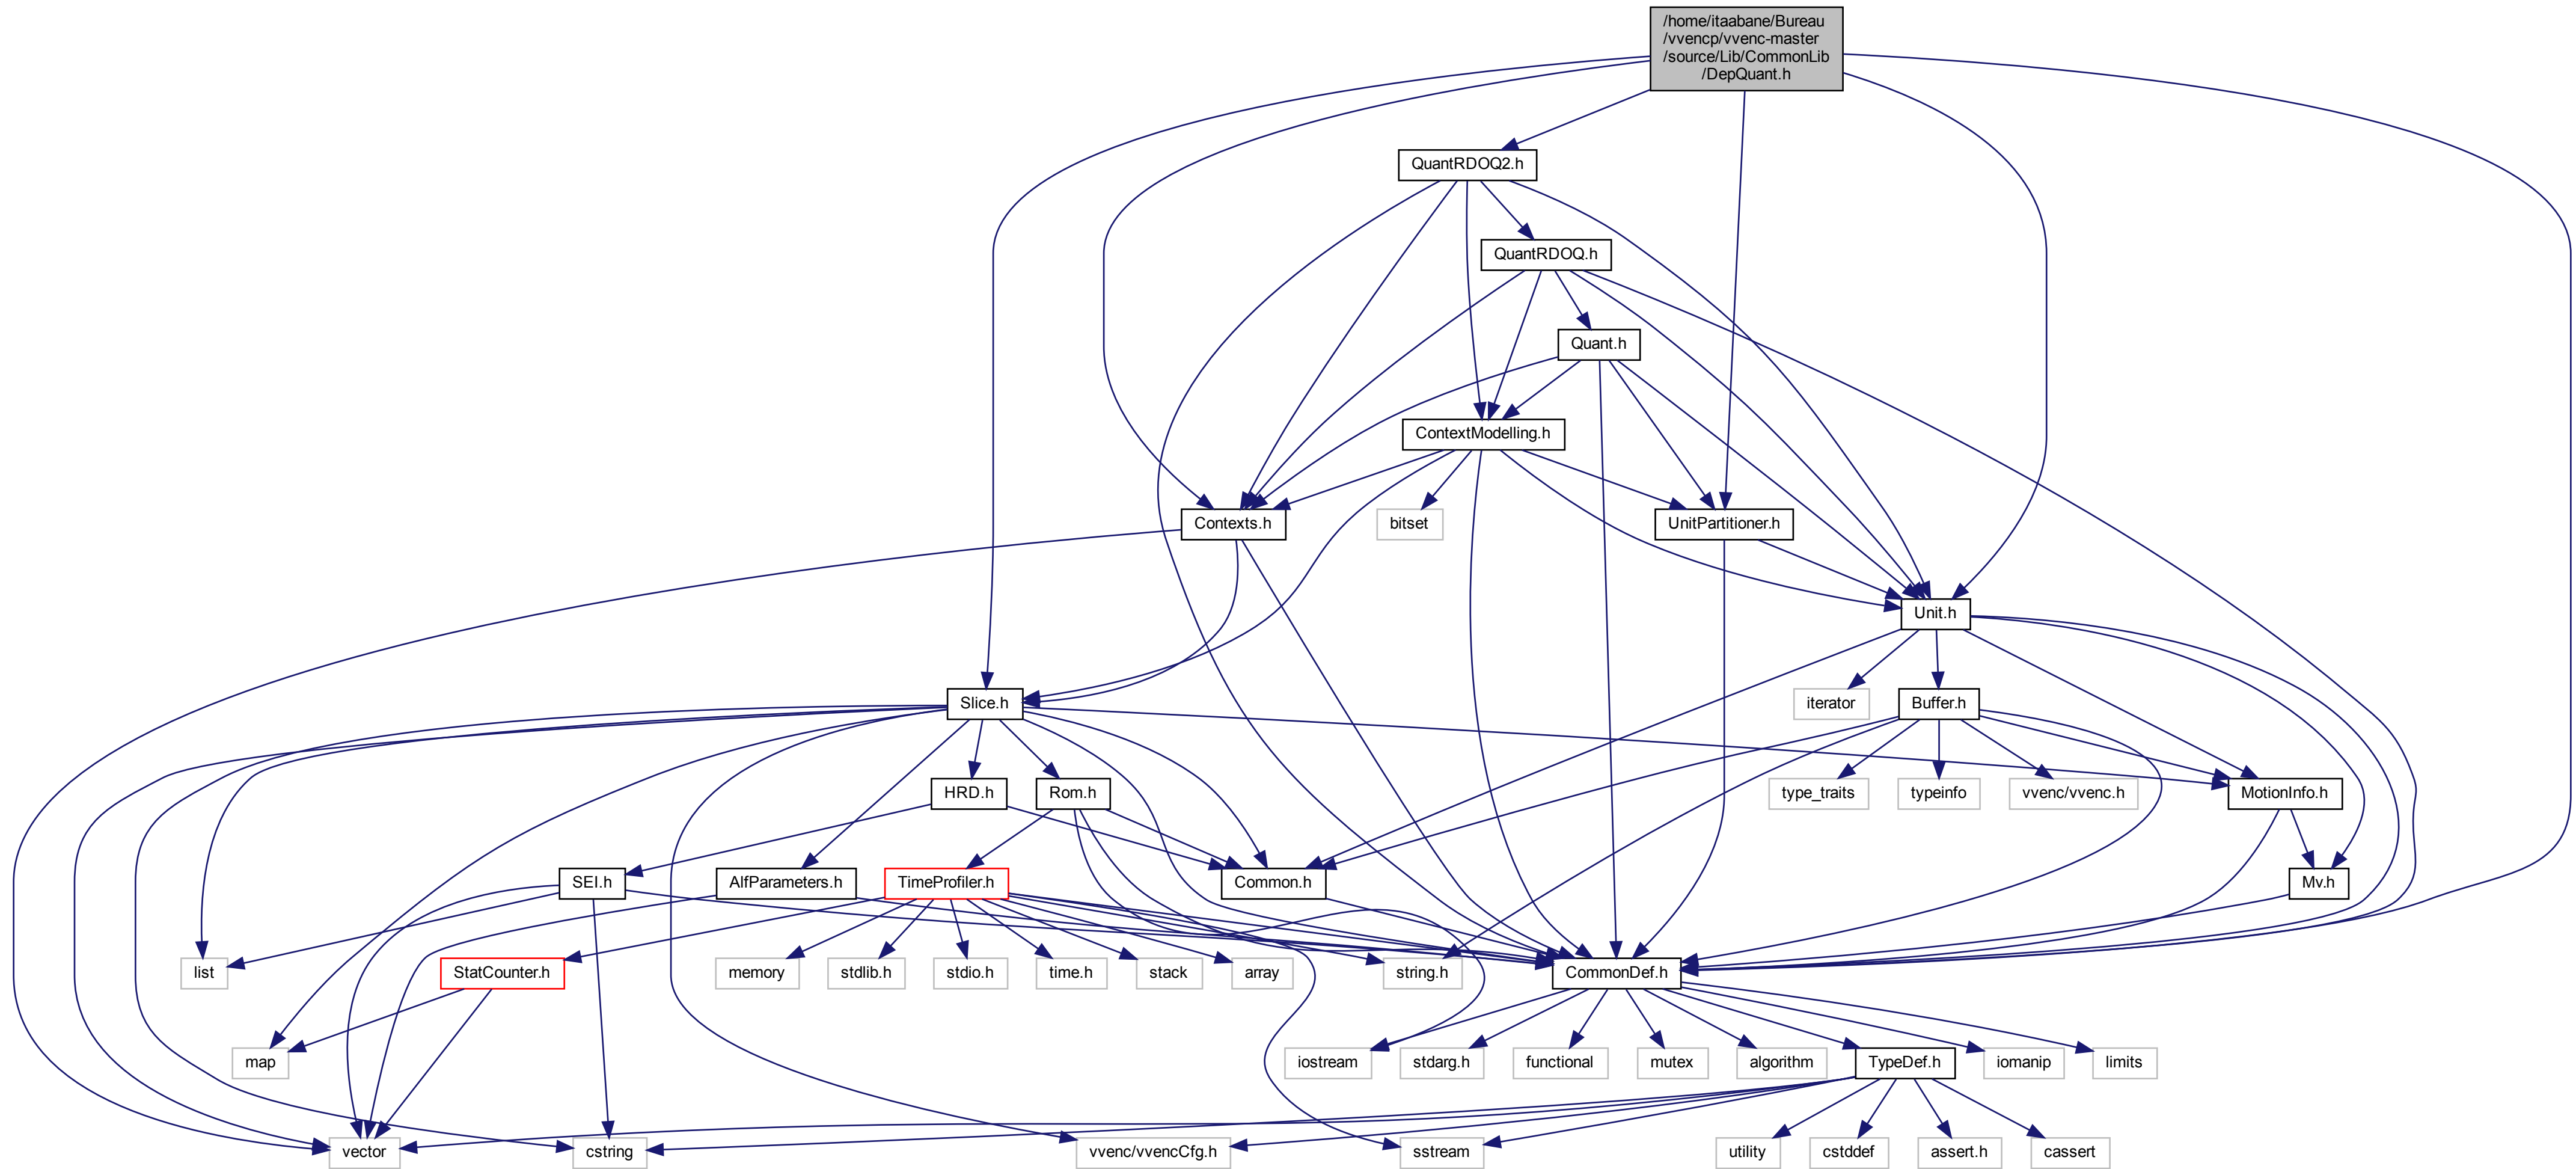 /home/itaabane/Bureau
/vvencp/vvenc-master
/source/Lib/CommonLib
/DepQuant.h
QuantRDOQ2.h
QuantRDOQ.h
Quant.h
ContextModelling.h
Contexts.h
bitset
UnitPartitioner.h
Unit.h
Slice.h
iterator
Buffer.h
HRD.h
Rom.h
type_traits
typeinfo
vvenc/vvenc.h
MotionInfo.h
SEI.h
AlfParameters.h
TimeProfiler.h
Common.h
Mv.h
list
StatCounter.h
memory
stdlib.h
stdio.h
time.h
stack
array
string.h
CommonDef.h
map
iostream
stdarg.h
functional
mutex
algorithm
TypeDef.h
iomanip
limits
vector
cstring
vvenc/vvencCfg.h
sstream
utility
cstddef
assert.h
cassert